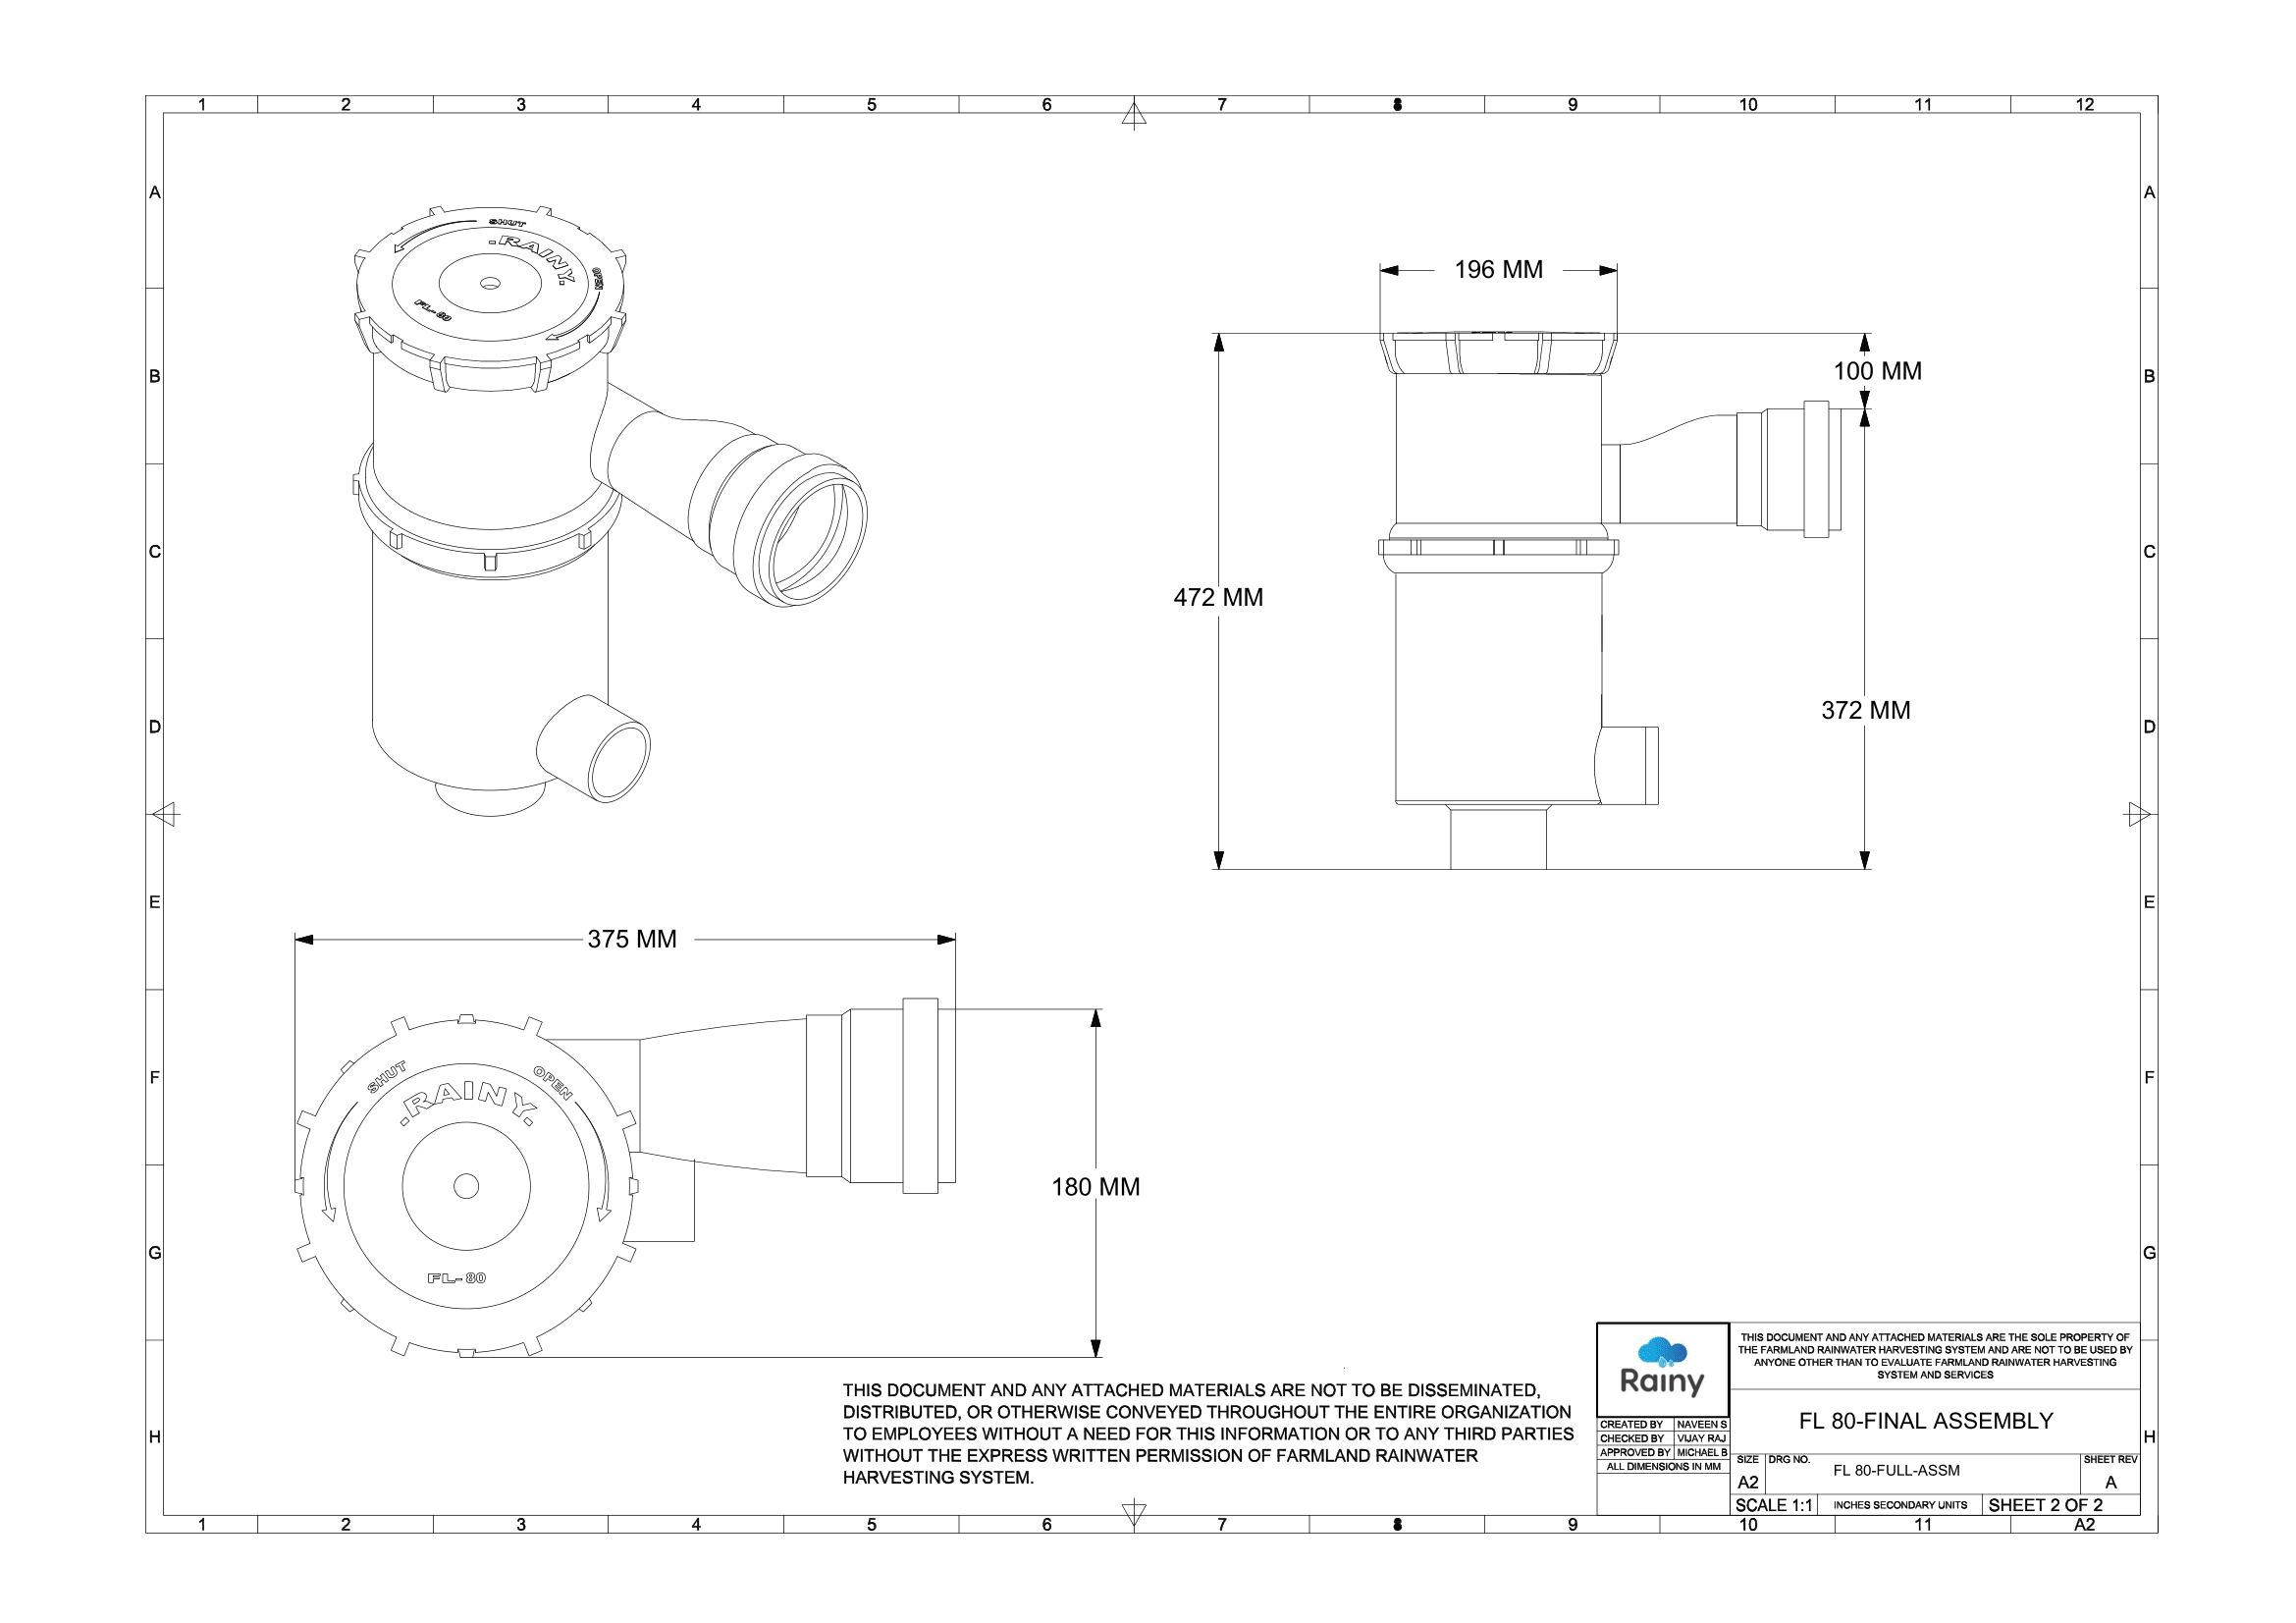 1 2 3 4 5 6 7 8 9 10 11 12
A A
B B
C C
D D
E E
F F
G G
H H
SHUT
.RAINY.
OPEN
FL-80
196 MM
100 MM
472 MM
372 MM
375 MM
SHUT
OPEN
.RAINY.
FL-80
180 MM
THIS DOCUMENT AND ANY ATTACHED MATERIALS ARE NOT TO BE DISSEMINATED,
DISTRIBUTED, OR OTHERWISE CONVEYED THROUGHOUT THE ENTIRE ORGANIZATION
TO EMPLOYEES WITHOUT A NEED FOR THIS INFORMATION OR TO ANY THIRD PARTIES
WITHOUT THE EXPRESS WRITTEN PERMISSION OF FARMLAND RAINWATER
HARVESTING SYSTEM.
Rainy
THIS DOCUMENT AND ANY ATTACHED MATERIALS ARE THE SOLE PROPERTY OF
THE FARMLAND RAINWATER HARVESTING SYSTEM AND ARE NOT TO BE USED BY
ANYONE OTHER THAN TO EVALUATE FARMLAND RAINWATER HARVESTING
SYSTEM AND SERVICES
FL 80-FINAL ASSEMBLY
CREATED BY NAVEEN S
CHECKED BY VIJAY RAJ
APPROVED BY MICHAEL B
ALL DIMENSIONS IN MM
SIZE DRG NO. SHEET REV
A2 FL 80-FULL-ASSM A
SCALE 1:1 INCHES SECONDARY UNITS SHEET 2 OF 2
1 2 3 4 5 6 7 8 9 10 11 A2